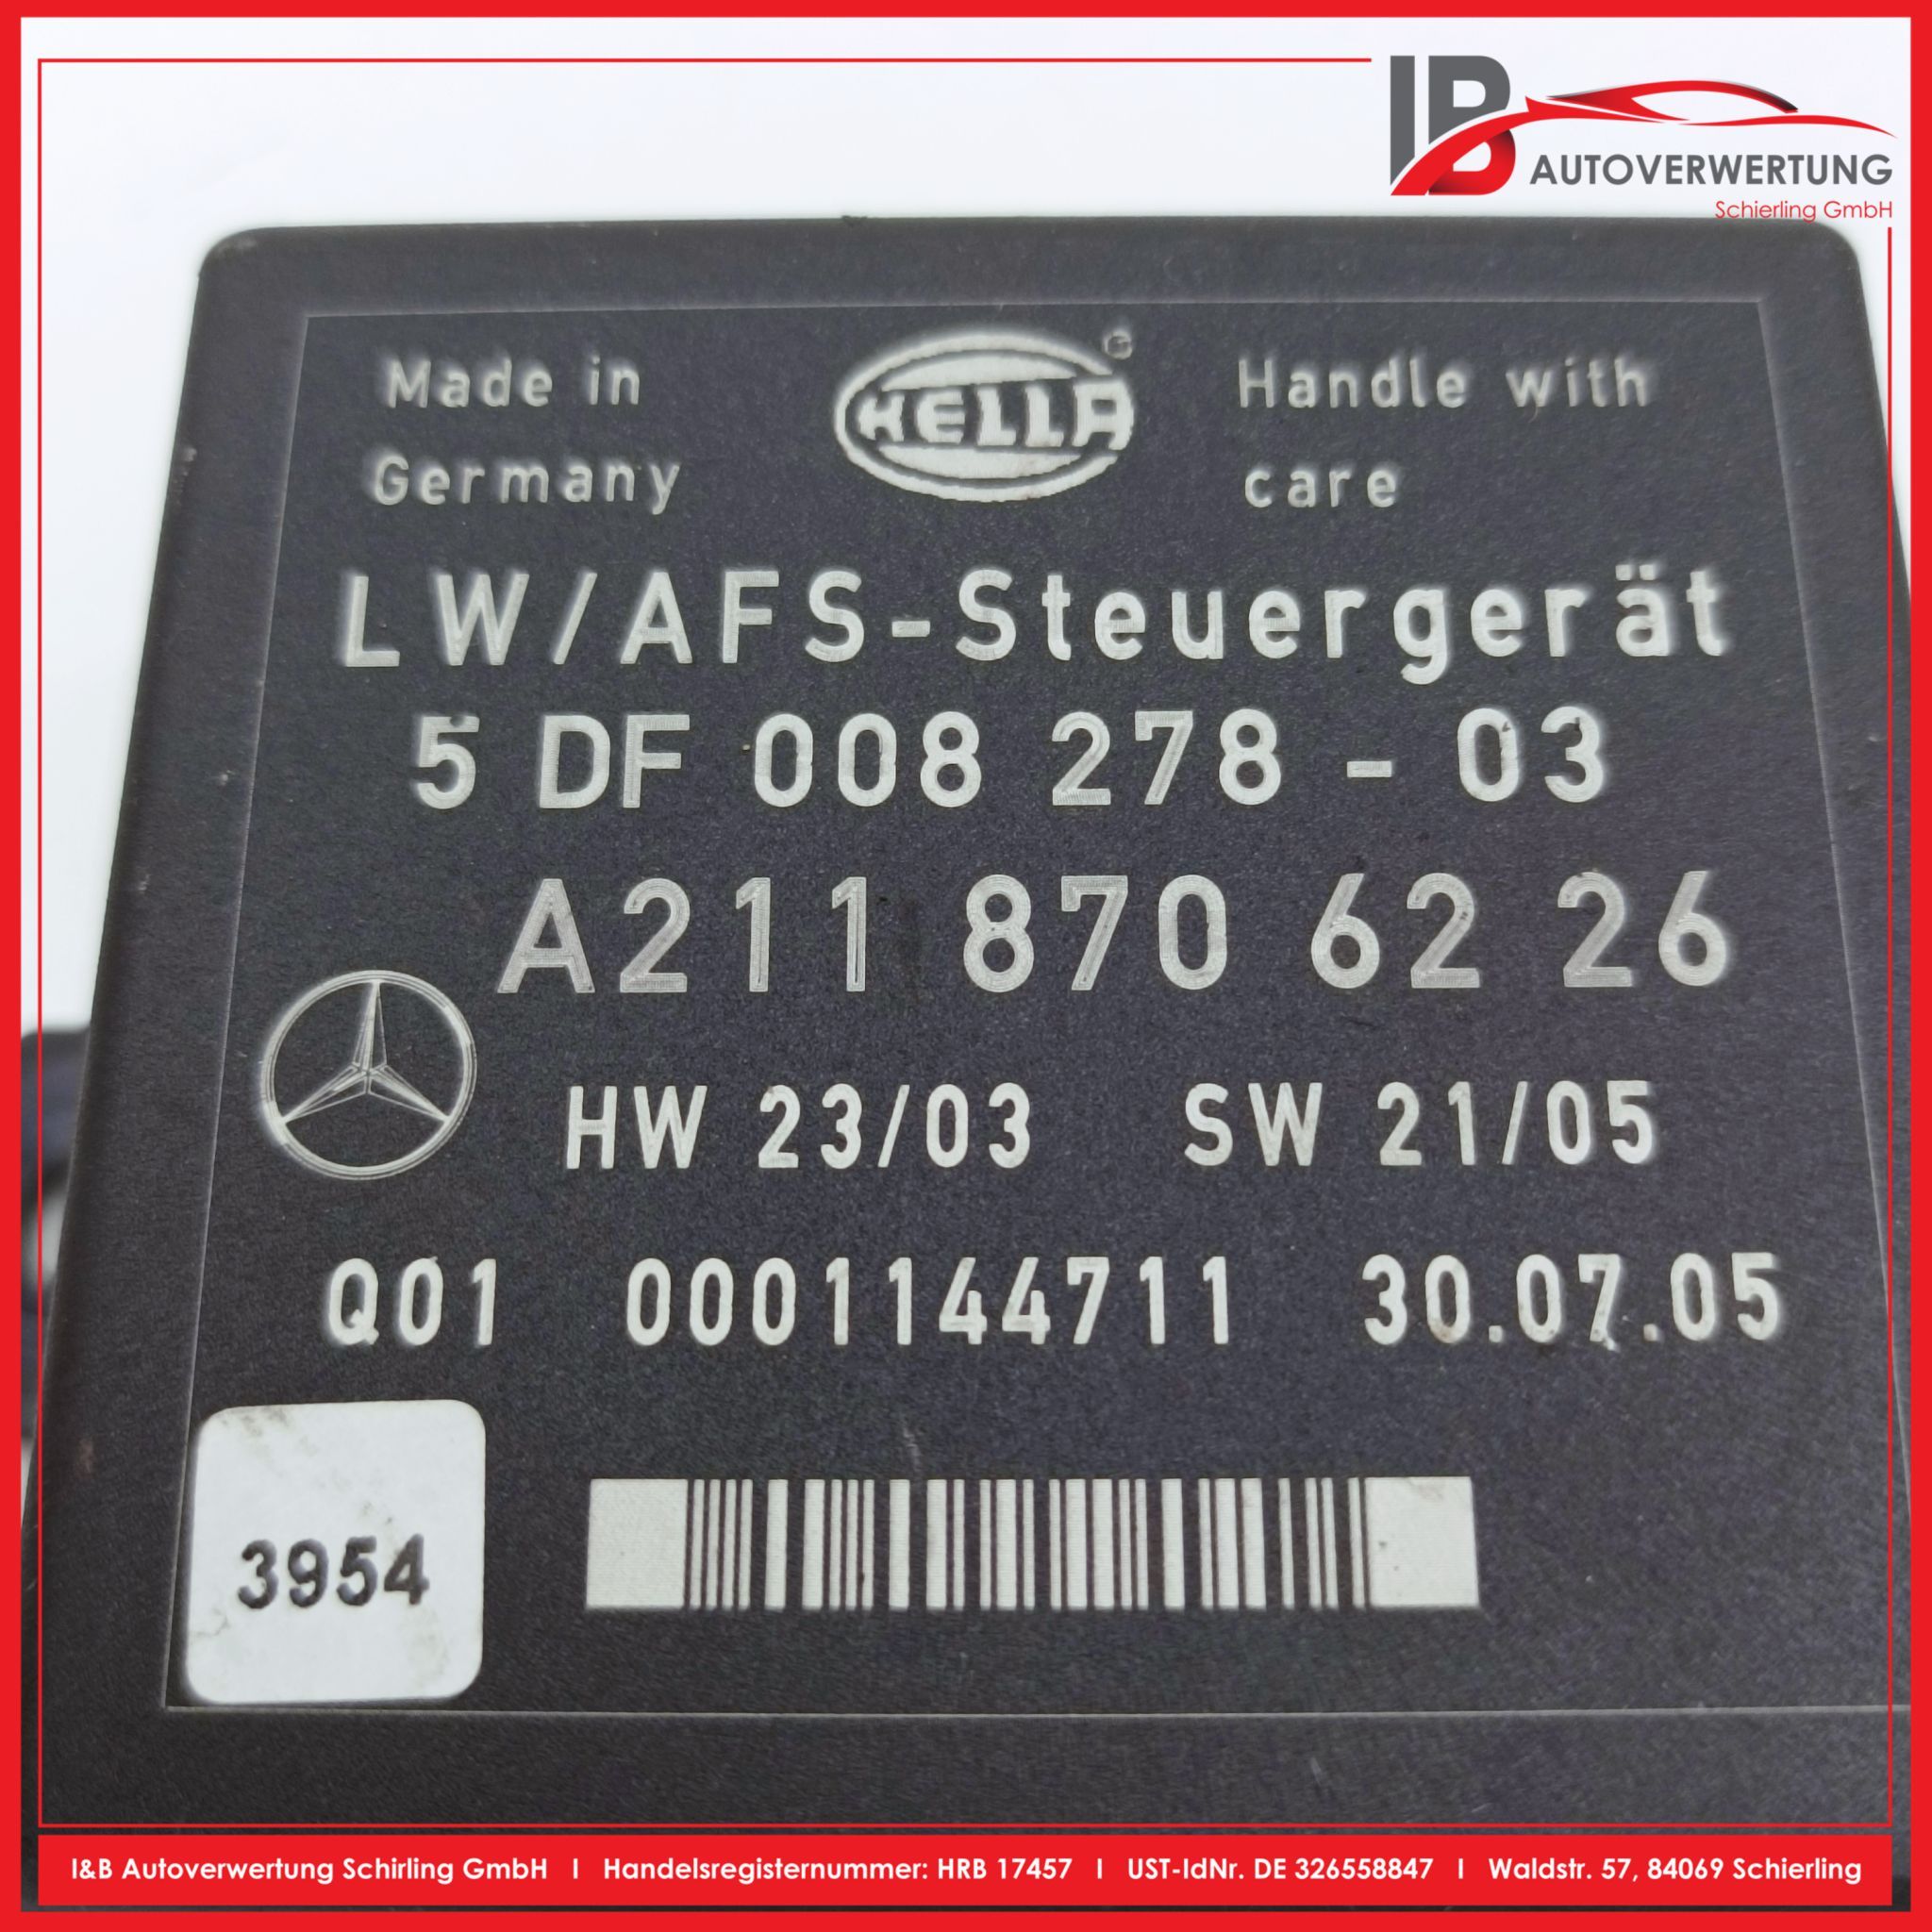 IB
AUTOVERWERTUNG
Schierling GmbH
Made in
Germany
HELLA
Handle with
care
LW/AFS-Steuergerät
5 DF 008 278 - 03
A211 870 62 26
HW 23/03 SW 21/05
Q01 0001144711 30.07.05
3954
I&B Autoverwertung Schirling GmbH I Handelsregisternummer: HRB 17457 I UST-IdNr. DE 326558847 I Waldstr. 57, 84069 Schierling